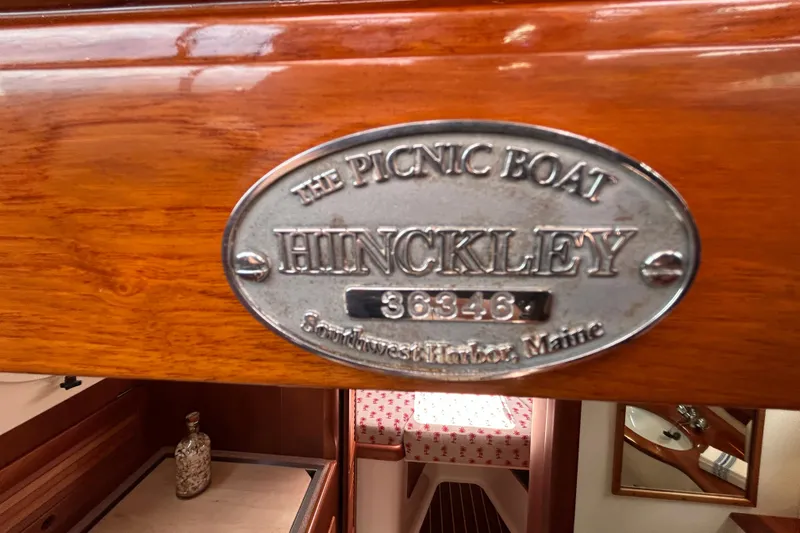 THE PICNIC BOAT
HINCKLEY
36346
Southwest Harbor, Maine